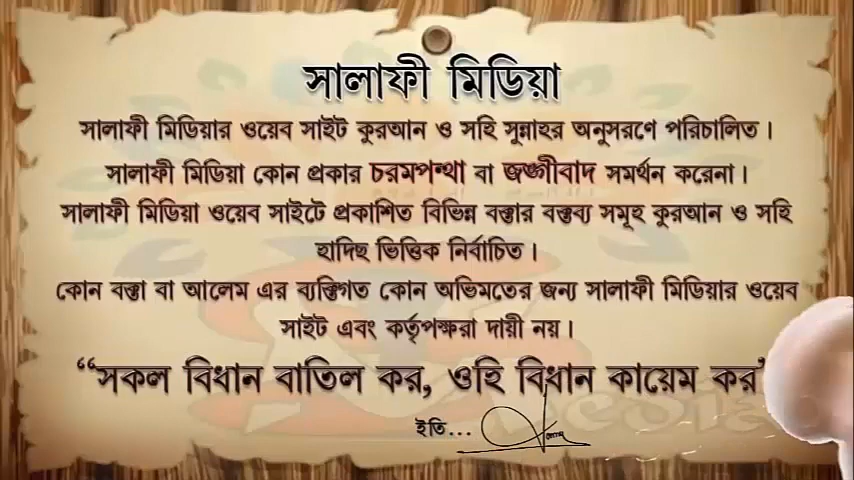 সালাফী মিডিয়া
সালাফী মিডিয়ার ওয়েব সাইট কুরআন ও সহি সুন্নাহর অনুসরণে পরিচালিত।
সালাফী মিডিয়া কোন প্রকার চরমপন্থা বা জঙ্গীবাদ সমর্থন করেনা।
সালাফী মিডিয়া ওয়েব সাইটে প্রকাশিত বিভিন্ন বক্তার বক্তব্য সমূহ কুরআন ও সহি
হাদিছ ভিত্তিক নির্বাচিত।
কোন বক্তা বা আলেম এর ব্যক্তিগত কোন অভিমতের জন্য সালাফী মিডিয়ার ওয়েব
সাইট এবং কর্তৃপক্ষরা দায়ী নয়।
“সকল বিধান বাতিল কর, ওহি বিধান কায়েম কর”
ইতি...